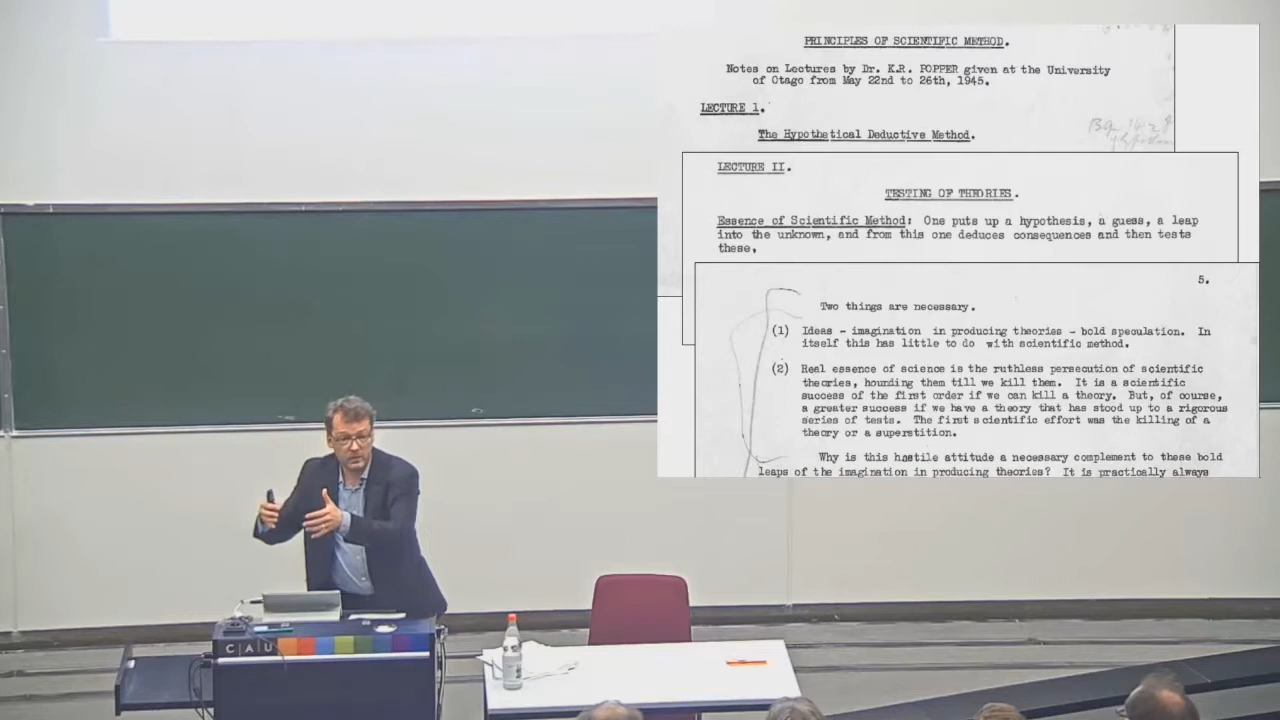 PRINCIPLES OF SCIENTIFIC METHOD.
Notes on Lectures by Dr. K.R. POPPER given at the University
of Otago from May 22nd to 26th, 1945.
LECTURE 1.
The Hypothetical Deductive Method.
LECTURE II.
TESTING OF THEORIES.
Essence of Scientific Method: One puts up a hypothesis, a guess, a leap
into the unknown, and from this one deduces consequences and then tests
these.
5.
Two things are necessary.
(1) Ideas - imagination in producing theories - bold speculation. In
itself this has little to do with scientific method.
(2) Real essence of science is the ruthless persecution of scientific
theories, hounding them till we kill them. It is a scientific
success of the first order if we can kill a theory. But, of course,
a greater success if we have a theory that has stood up to a rigorous
series of tests. The first scientific effort was the killing of a
theory or a superstition.
Why is this hostile attitude a necessary complement to these bold
leaps of the imagination in producing theories? It is practically always
C|A|U